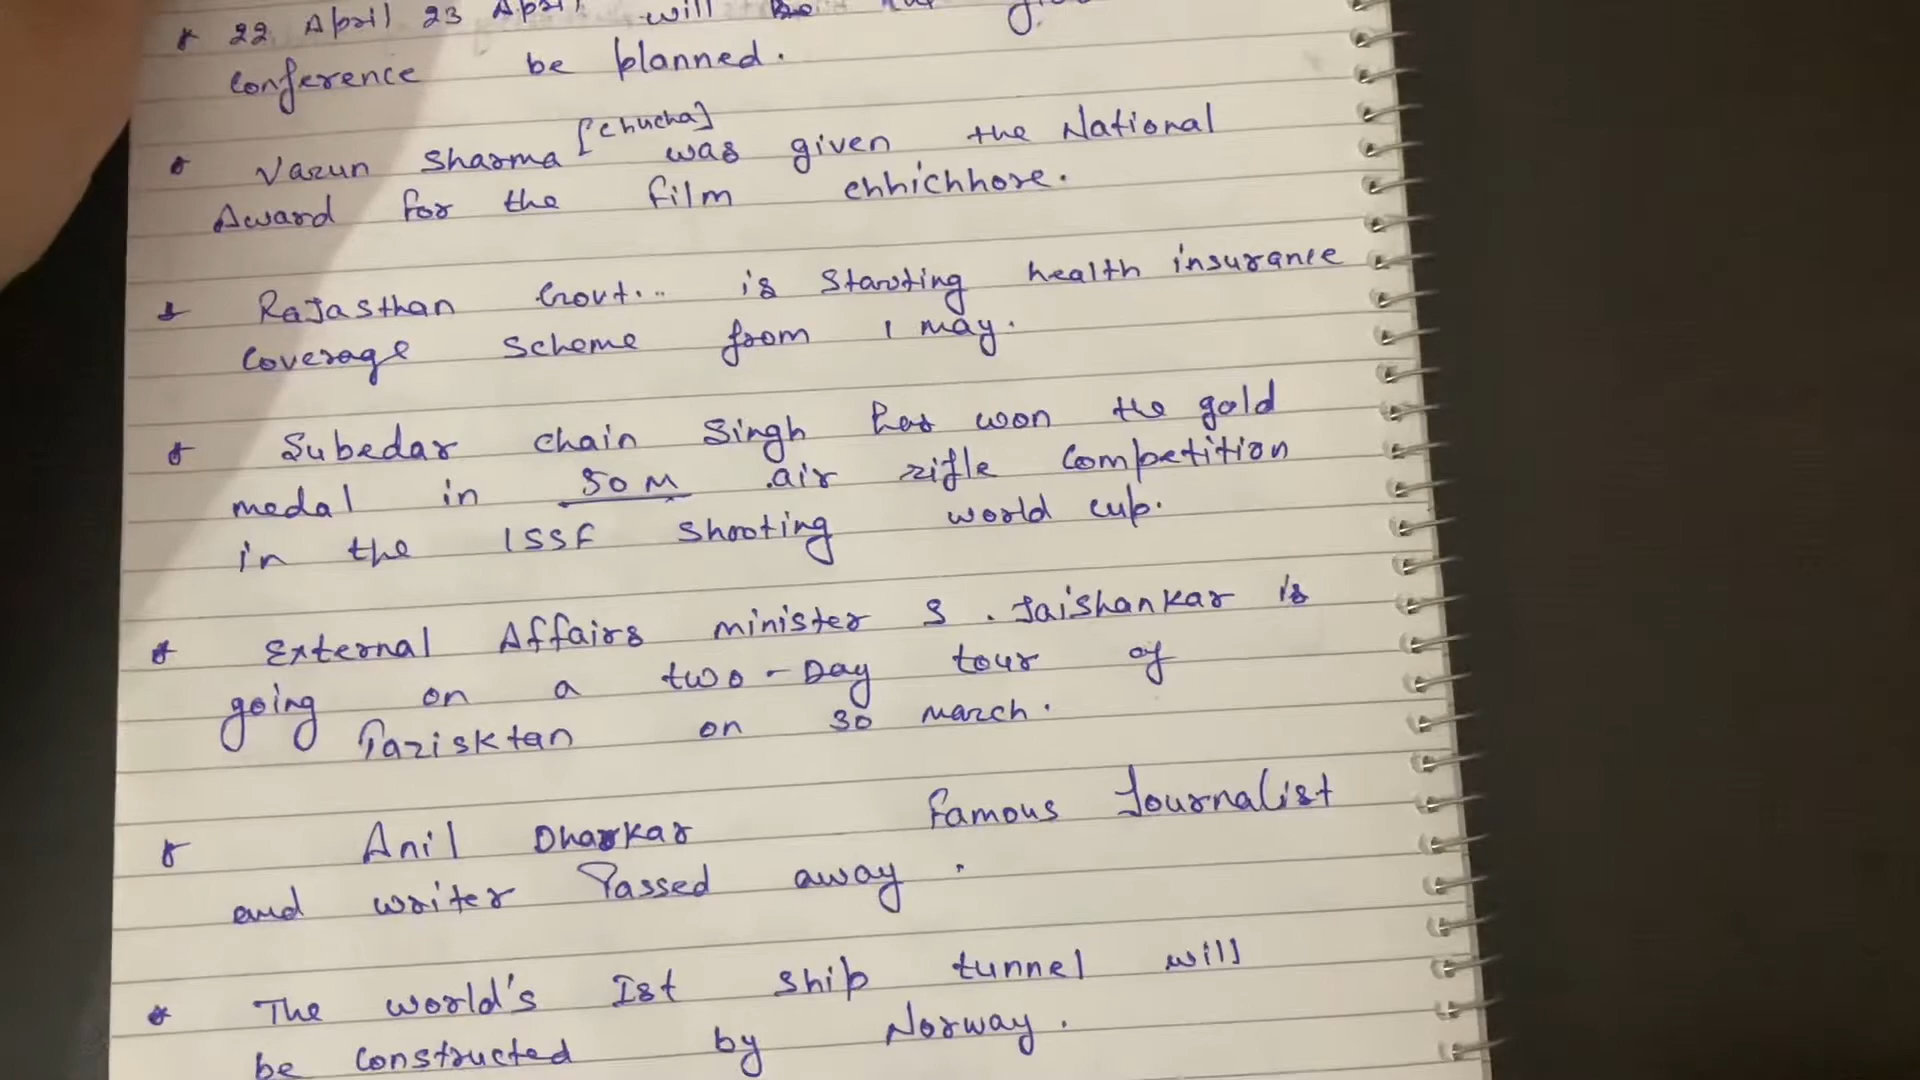 * 22 April 23 April will be
conference be planned.
[chucha]
* Varun Sharma was given the National
Award for the film chhichhore.
* Rajasthan Govt... is starting health insurance
coverage scheme from 1 may.
* Subedar chain Singh has won the gold
medal in 50 M air rifle competition
in the ISSF shooting world cup.
* External Affairs minister S. Jaishankar is
going on a two-Day tour of
Tazisktan on 30 march.
* Anil Dharkar famous Journalist
and writer Passed away.
* The world's Ist ship tunnel will
be constructed by Norway.